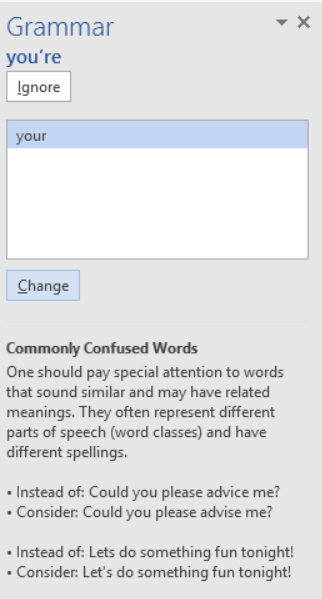 Grammar
you're
Ignore
your
Change
Commonly Confused Words
One should pay special attention to words
that sound similar and may have related
meanings. They often represent different
parts of speech (word classes) and have
different spellings.
• Instead of: Could you please advice me?
• Consider: Could you please advise me?
• Instead of: Lets do something fun tonight!
• Consider: Let's do something fun tonight!